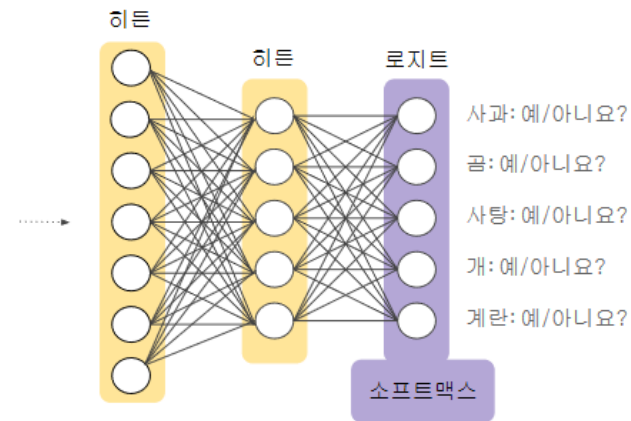 히든
히든
로지트
사과: 예/아니요?
곰: 예/아니요?
사탕: 예/아니요?
개: 예/아니요?
계란: 예/아니요?
소프트맥스